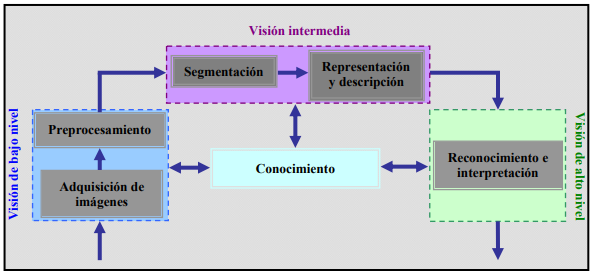 Visión intermedia
Segmentación
Representación
y descripción
Visión de bajo nivel
Preprocesamiento
Adquisición de
imágenes
Conocimiento
Reconocimiento e
interpretación
Visión de alto nivel